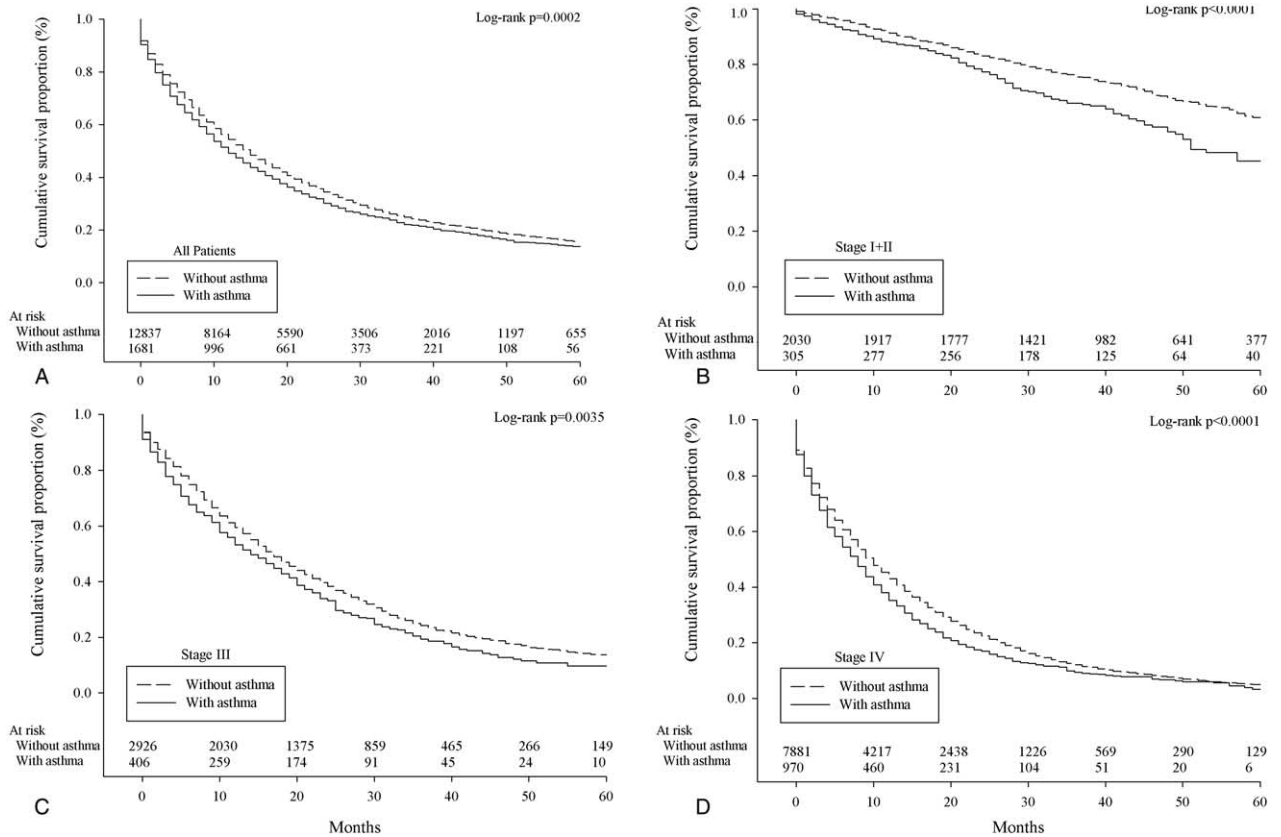 A
Log-rank p=0.0002
Cumulative survival proportion (%)
1.0
0.8
0.6
0.4
0.2
0.0
All Patients
Without asthma
With asthma
At risk
Without asthma 12837 8164 5590 3506 2016 1197 655
With asthma 1681 996 661 373 221 108 56
0 10 20 30 40 50 60
B
Log-rank p<0.0001
Cumulative survival proportion (%)
1.0
0.8
0.6
0.4
0.2
0.0
Stage I+II
Without asthma
With asthma
At risk
Without asthma 2030 1917 1777 1421 982 641 377
With asthma 305 277 256 178 125 64 40
0 10 20 30 40 50 60
C
Log-rank p=0.0035
Cumulative survival proportion (%)
1.0
0.8
0.6
0.4
0.2
0.0
Stage III
Without asthma
With asthma
At risk
Without asthma 2926 2030 1375 859 465 266 149
With asthma 406 259 174 91 45 24 10
0 10 20 30 40 50 60
Months
D
Log-rank p<0.0001
Cumulative survival proportion (%)
1.0
0.8
0.6
0.4
0.2
0.0
Stage IV
Without asthma
With asthma
At risk
Without asthma 7881 4217 2438 1226 569 290 129
With asthma 970 460 231 104 51 20 6
0 10 20 30 40 50 60
Months